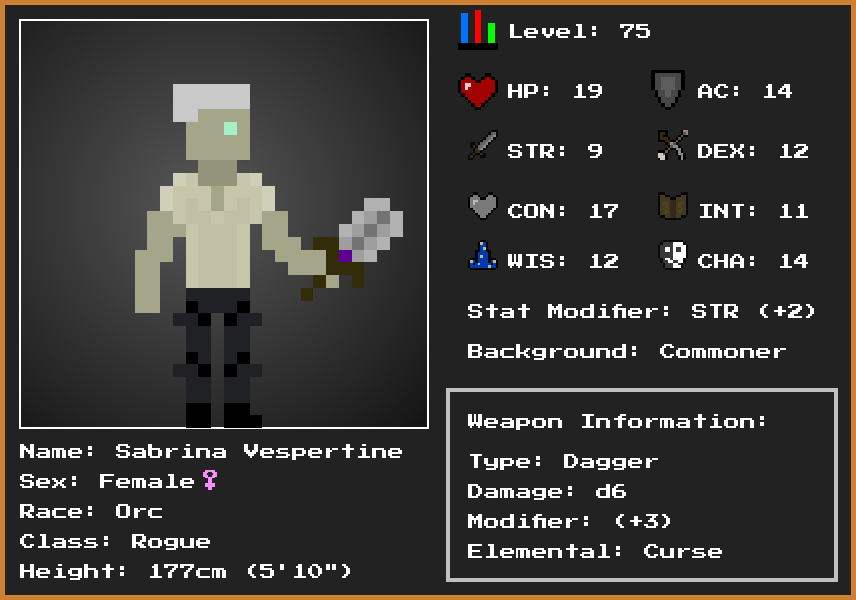 Level: 75
HP: 19
AC: 14
STR: 9
DEX: 12
CON: 17
INT: 11
WIS: 12
CHA: 14
Stat Modifier: STR (+2)
Background: Commoner
Weapon Information:
Type: Dagger
Damage: d6
Modifier: (+3)
Elemental: Curse
Name: Sabrina Vespertine
Sex: Female♀
Race: Orc
Class: Rogue
Height: 177cm (5'10")